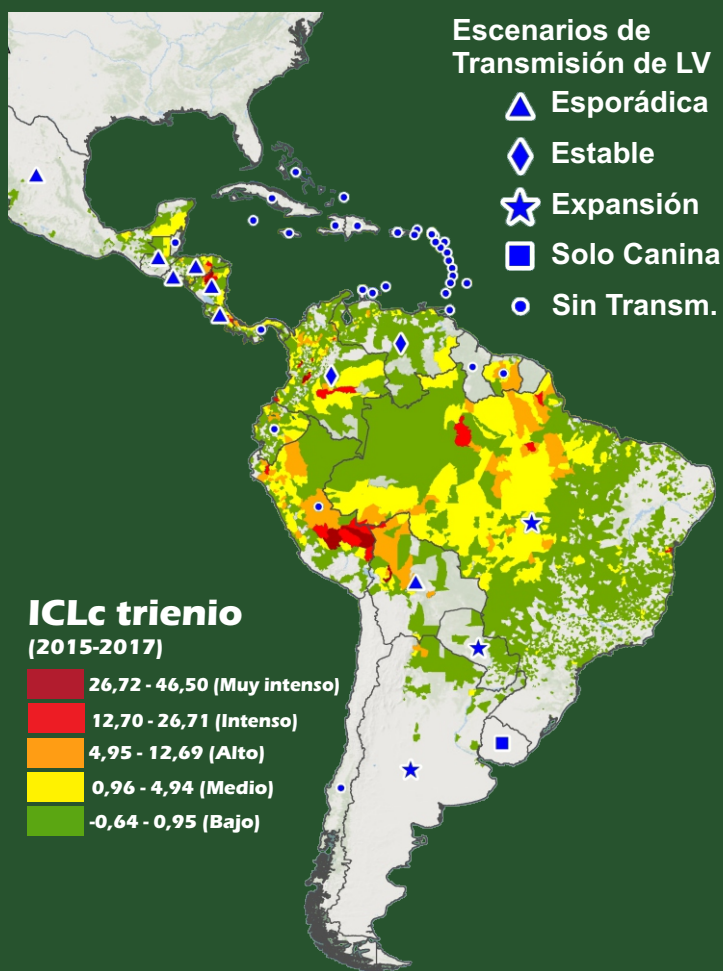 Escenarios de
Transmisión de LV
Esporádica
Estable
Expansión
Solo Canina
Sin Transm.
ICLc trienio
(2015-2017)
26,72 - 46,50 (Muy intenso)
12,70 - 26,71 (Intenso)
4,95 - 12,69 (Alto)
0,96 - 4,94 (Medio)
-0,64 - 0,95 (Bajo)